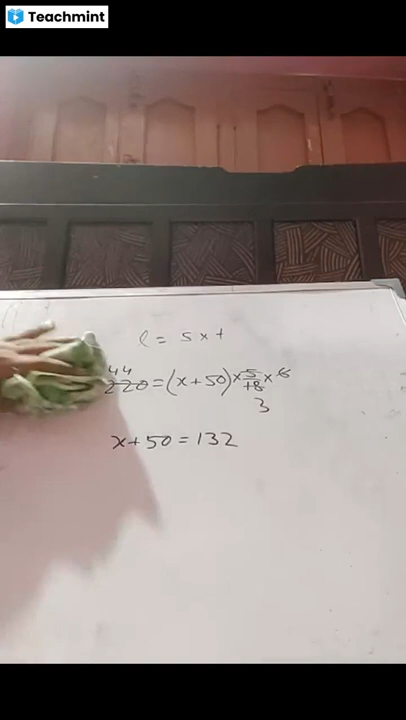 Teachmint
l = s x t
44
220 = (x + 50) x 5/18 x 6
3
x + 50 = 132